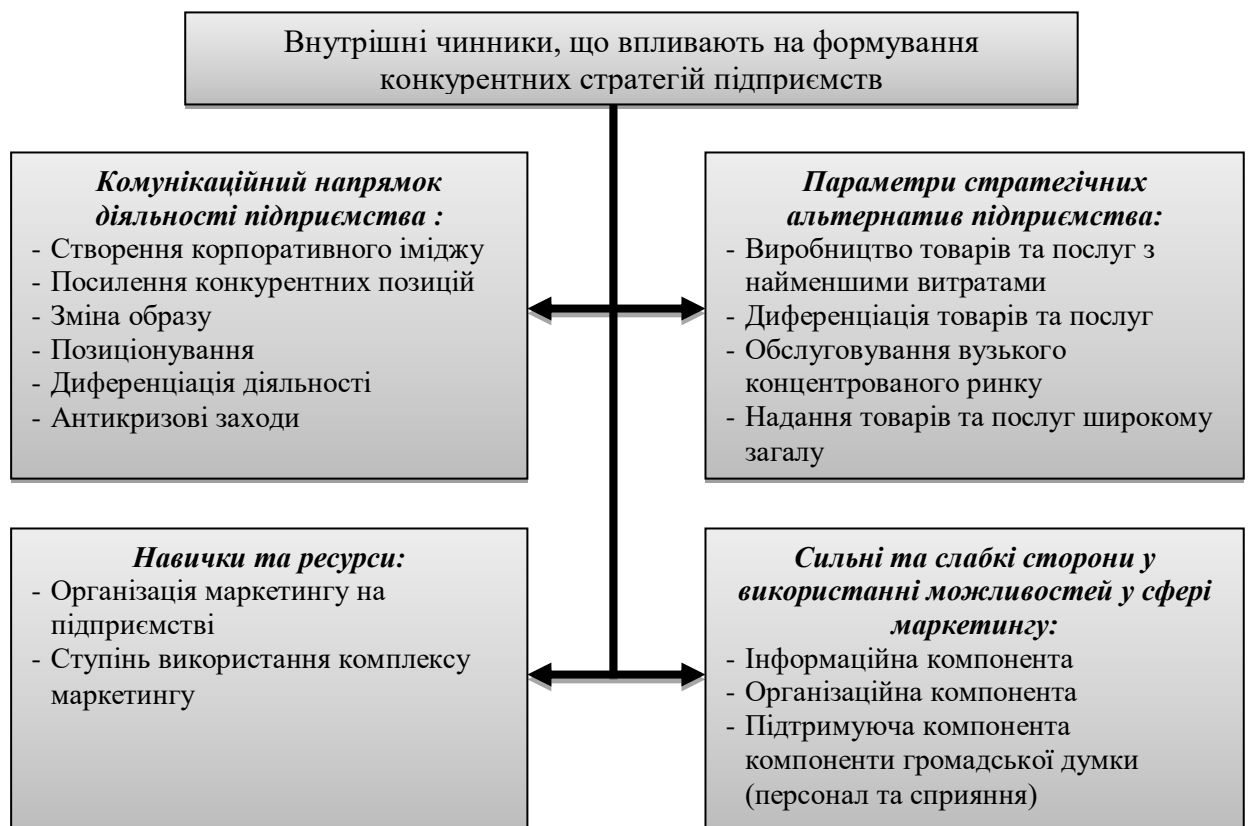 Внутрішні чинники, що впливають на формування
конкурентних стратегій підприємств
Комунікаційний напрямок
діяльності підприємства :
- Створення корпоративного іміджу
- Посилення конкурентних позицій
- Зміна образу
- Позиціонування
- Диференціація діяльності
- Антикризові заходи
Параметри стратегічних
альтернатив підприємства:
- Виробництво товарів та послуг з
найменшими витратами
- Диференціація товарів та послуг
- Обслуговування вузького
концентрованого ринку
- Надання товарів та послуг широкому
загалу
Навички та ресурси:
- Організація маркетингу на
підприємстві
- Ступінь використання комплексу
маркетингу
Сильні та слабкі сторони у
використанні можливостей у сфері
маркетингу:
- Інформаційна компонента
- Організаційна компонента
- Підтримуюча компонента
компоненти громадської думки
(персонал та сприяння)